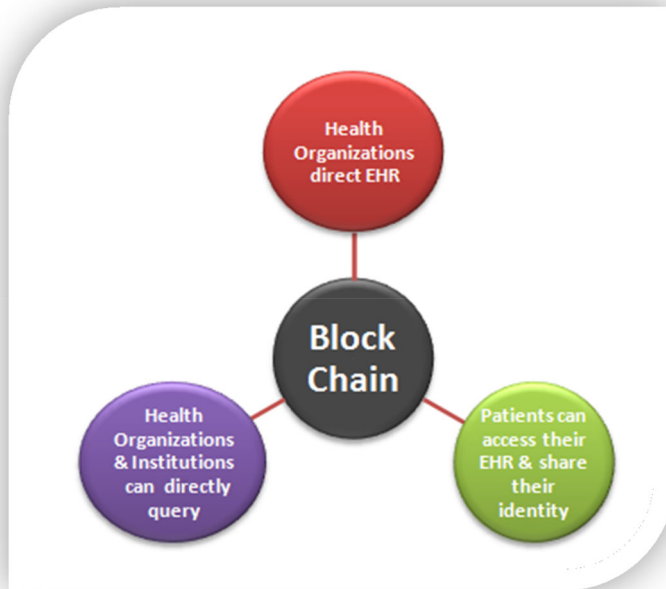 Health
Organizations
direct EHR
Block
Chain
Health
Organizations
& Institutions
can directly
query
Patients can
access their
EHR & share
their
identity